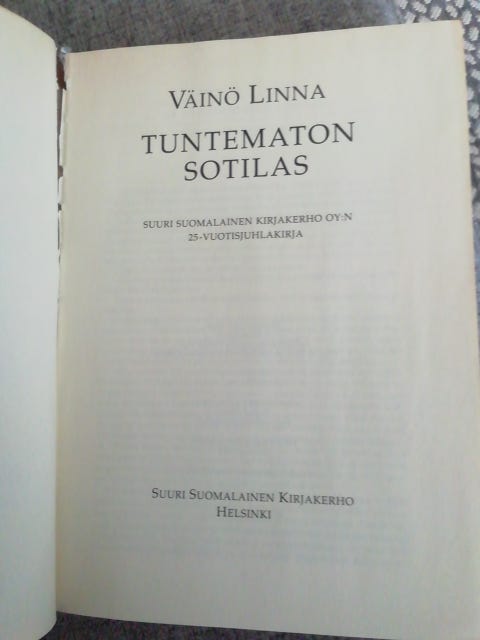 VÄINÖ LINNA
TUNTEMATON
SOTILAS
SUURI SUOMALAINEN KIRJAKERHO OY:N
25-VUOTISJUHLAKIRJA
SUURI SUOMALAINEN KIRJAKERHO
HELSINKI